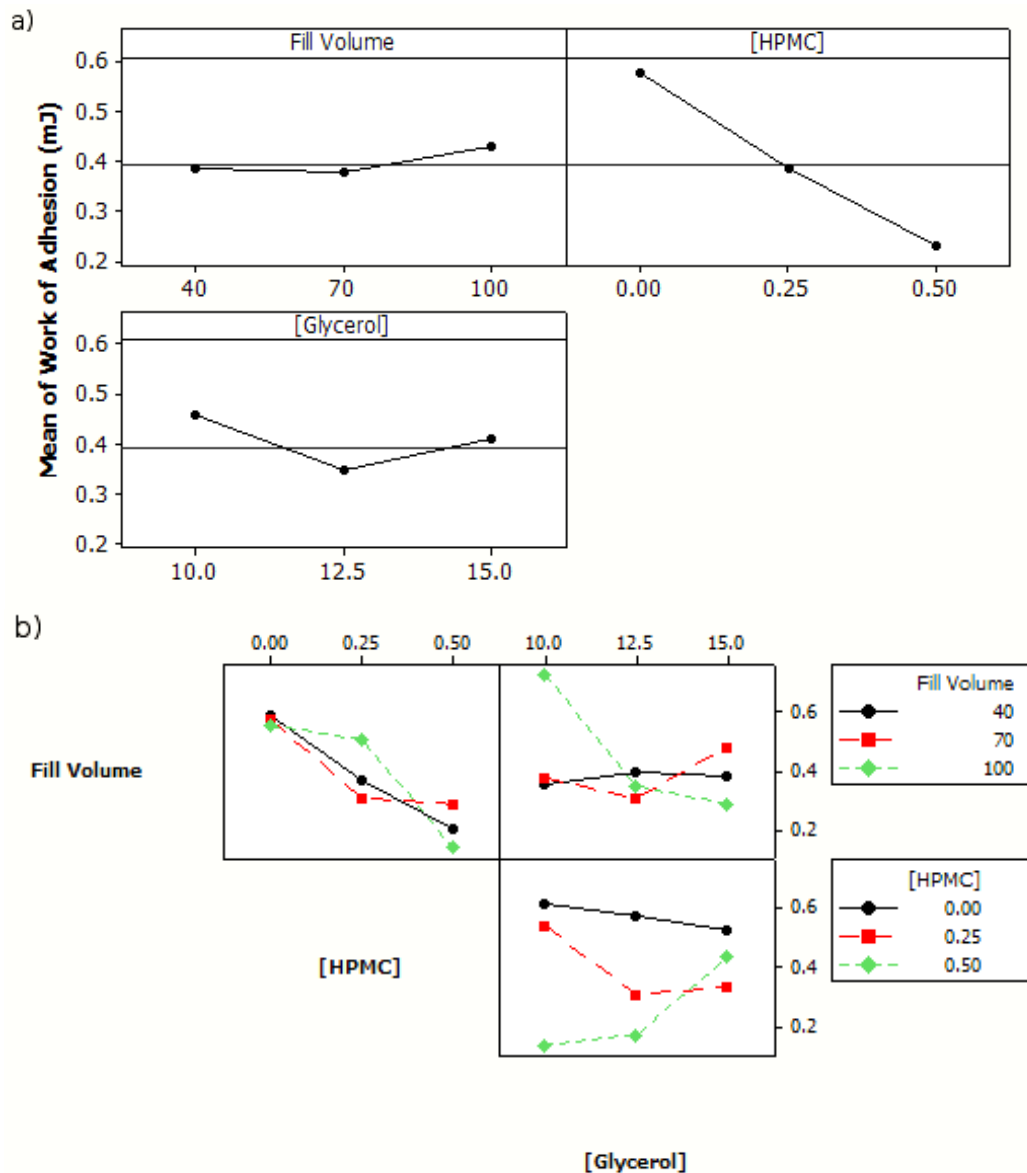 a)
Fill Volume [HPMC]
0.6
0.5
0.4
0.3
0.2
40 70 100 0.00 0.25 0.50
Mean of Work of Adhesion (mJ)
[Glycerol]
0.6
0.5
0.4
0.3
0.2
10.0 12.5 15.0
b)
0.00 0.25 0.50 10.0 12.5 15.0
Fill Volume
0.6
0.4
0.2
Fill Volume
40
70
100
[HPMC]
0.6
0.4
0.2
[HPMC]
0.00
0.25
0.50
[Glycerol]